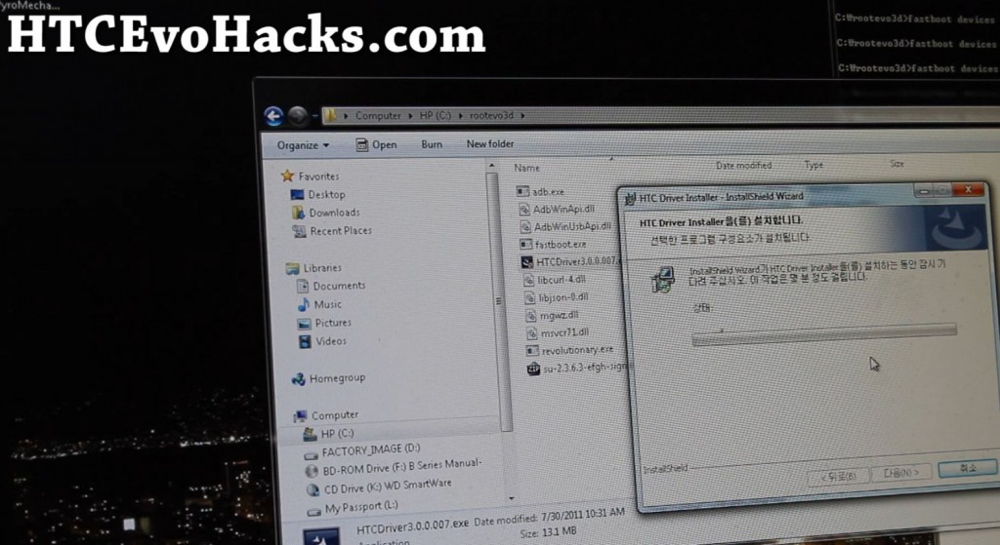 yroMecha...
HTCEvoHacks.com
C:\rootevo3d>fastboot devices
C:\rootevo3d>fastboot devices
C:\rootevo3d>fastboot devices
Computer
HP (C:)
rootevo3d
Organize
Open
Burn
New folder
Favorites
Desktop
Downloads
Recent Places
Libraries
Documents
Music
Pictures
Videos
Homegroup
Computer
HP (C:)
FACTORY_IMAGE (D:)
BD-ROM Drive (F:) B Series Manual-
CD Drive (K:) WD SmartWare
My Passport (L:)
Name
Date modified
Type
Size
adb.exe
AdbWinApi.dll
AdbWinUsbApi.dll
fastboot.exe
HTCDriver3.0.0.007.
libcurl-4.dll
libjson-0.dll
mgwz.dll
msvcr71.dll
revolutionary.exe
su-2.3.6.3-efgh-sign
HTC Driver Installer - InstallShield Wizard
HTC Driver Installer을(를) 설치합니다.
선택한 프로그램 구성요소가 설치됩니다.
InstallShield Wizard가 HTC Driver Installer을(를) 설치하는 동안 잠시 기
다려 주십시오. 이 작업은 몇 분 정도 걸립니다.
상태:
InstallShield
< 뒤로(B)
다음(N) >
취소
HTCDriver3.0.0.007.exe
Date modified: 7/30/2011 10:31 AM
Application
Size: 13.1 MB